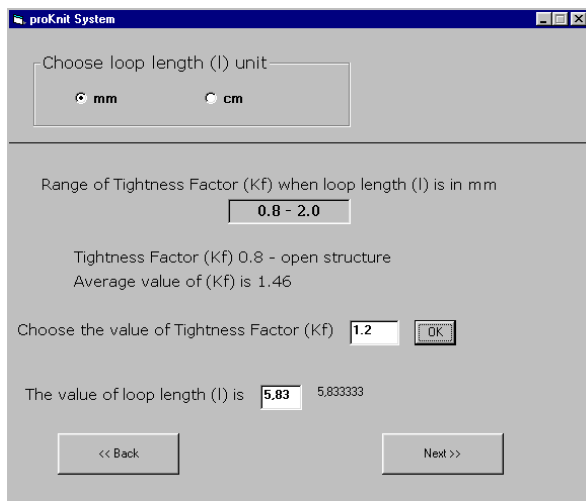 proKnit System
Choose loop length (l) unit
mm cm
Range of Tightness Factor (Kf) when loop length (l) is in mm
0.8 - 2.0
Tightness Factor (Kf) 0.8 - open structure
Average value of (Kf) is 1.46
Choose the value of Tightness Factor (Kf) 1.2 OK
The value of loop length (l) is 5,83 5,833333
<< Back Next >>